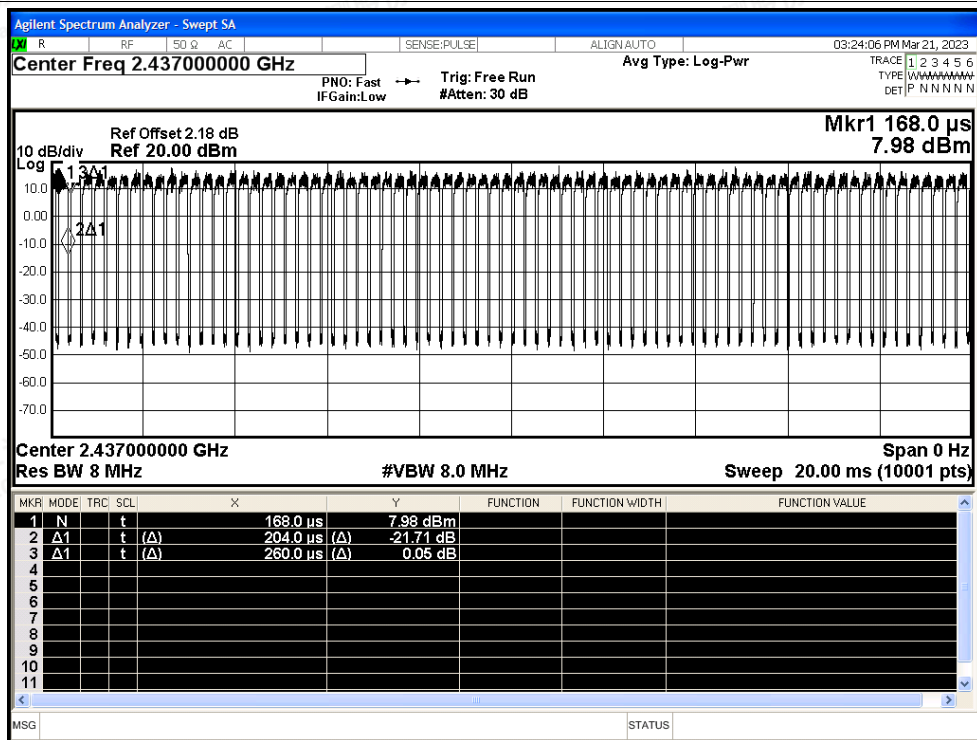 Agilent Spectrum Analyzer - Swept SA
LXI R RF 50 Ω AC SENSE:PULSE ALIGN AUTO 03:24:06 PM Mar 21, 2023
Center Freq 2.437000000 GHz
PNO: Fast
IFGain:Low
Trig: Free Run
#Atten: 30 dB
Avg Type: Log-Pwr
TRACE 1 2 3 4 5 6
TYPE
DET P N N N N N
Mkr1 168.0 µs
7.98 dBm
Ref Offset 2.18 dB
10 dB/div Ref 20.00 dBm
Log
1 3Δ1
10.0
0.00
2Δ1
-10.0
-20.0
-30.0
-40.0
-50.0
-60.0
-70.0
Center 2.437000000 GHz Span 0 Hz
Res BW 8 MHz #VBW 8.0 MHz Sweep 20.00 ms (10001 pts)
MKR MODE TRC SCL X Y FUNCTION FUNCTION WIDTH FUNCTION VALUE
1 N t 168.0 µs 7.98 dBm
2 Δ1 t (Δ) 204.0 µs (Δ) -21.71 dB
3 Δ1 t (Δ) 260.0 µs (Δ) 0.05 dB
4
5
6
7
8
9
10
11
MSG STATUS